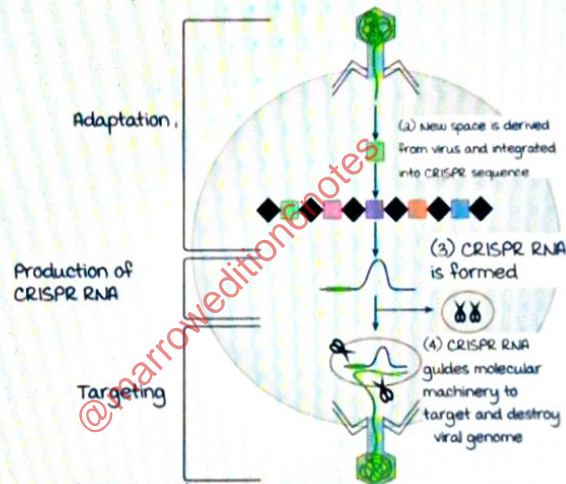 Adaptation,
(2) New space is derived
from virus and integrated
into CRISPR sequence
(3) CRISPR RNA
is formed
Production of
CRISPR RNA
(4) CRISPR RNA
guides molecular
machinery to
target and destroy
viral genome
Targeting
@marroweditionsnotes